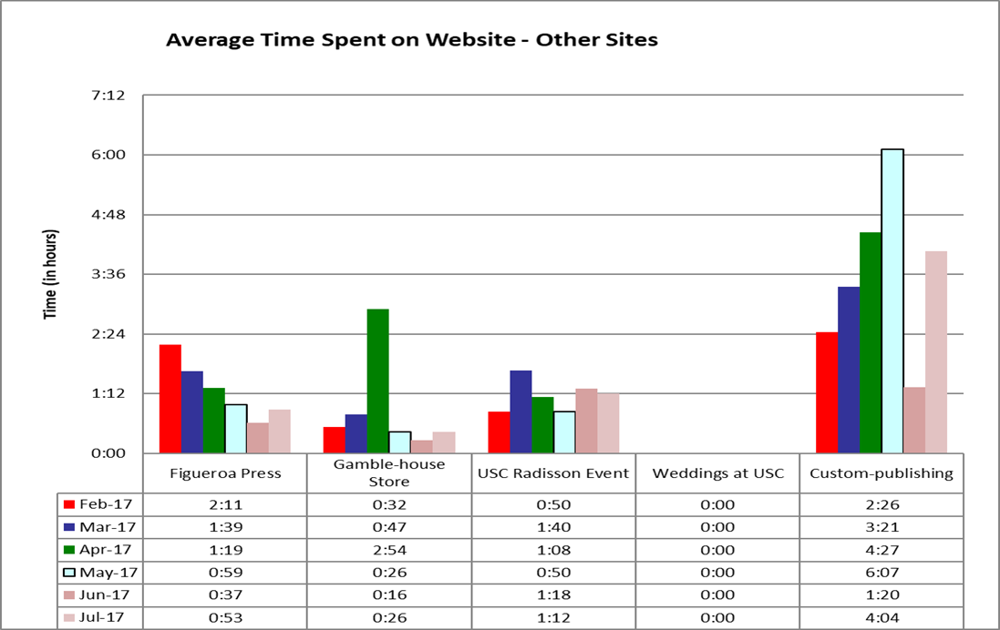 Average Time Spent on Website - Other Sites
7:12
6:00
4:48
3:36
2:24
1:12
0:00
Time (in hours)
Figueroa Press
Gamble-house
Store
USC Radisson Event
Weddings at USC
Custom-publishing
Feb-17 2:11 0:32 0:50 0:00 2:26
Mar-17 1:39 0:47 1:40 0:00 3:21
Apr-17 1:19 2:54 1:08 0:00 4:27
May-17 0:59 0:26 0:50 0:00 6:07
Jun-17 0:37 0:16 1:18 0:00 1:20
Jul-17 0:53 0:26 1:12 0:00 4:04